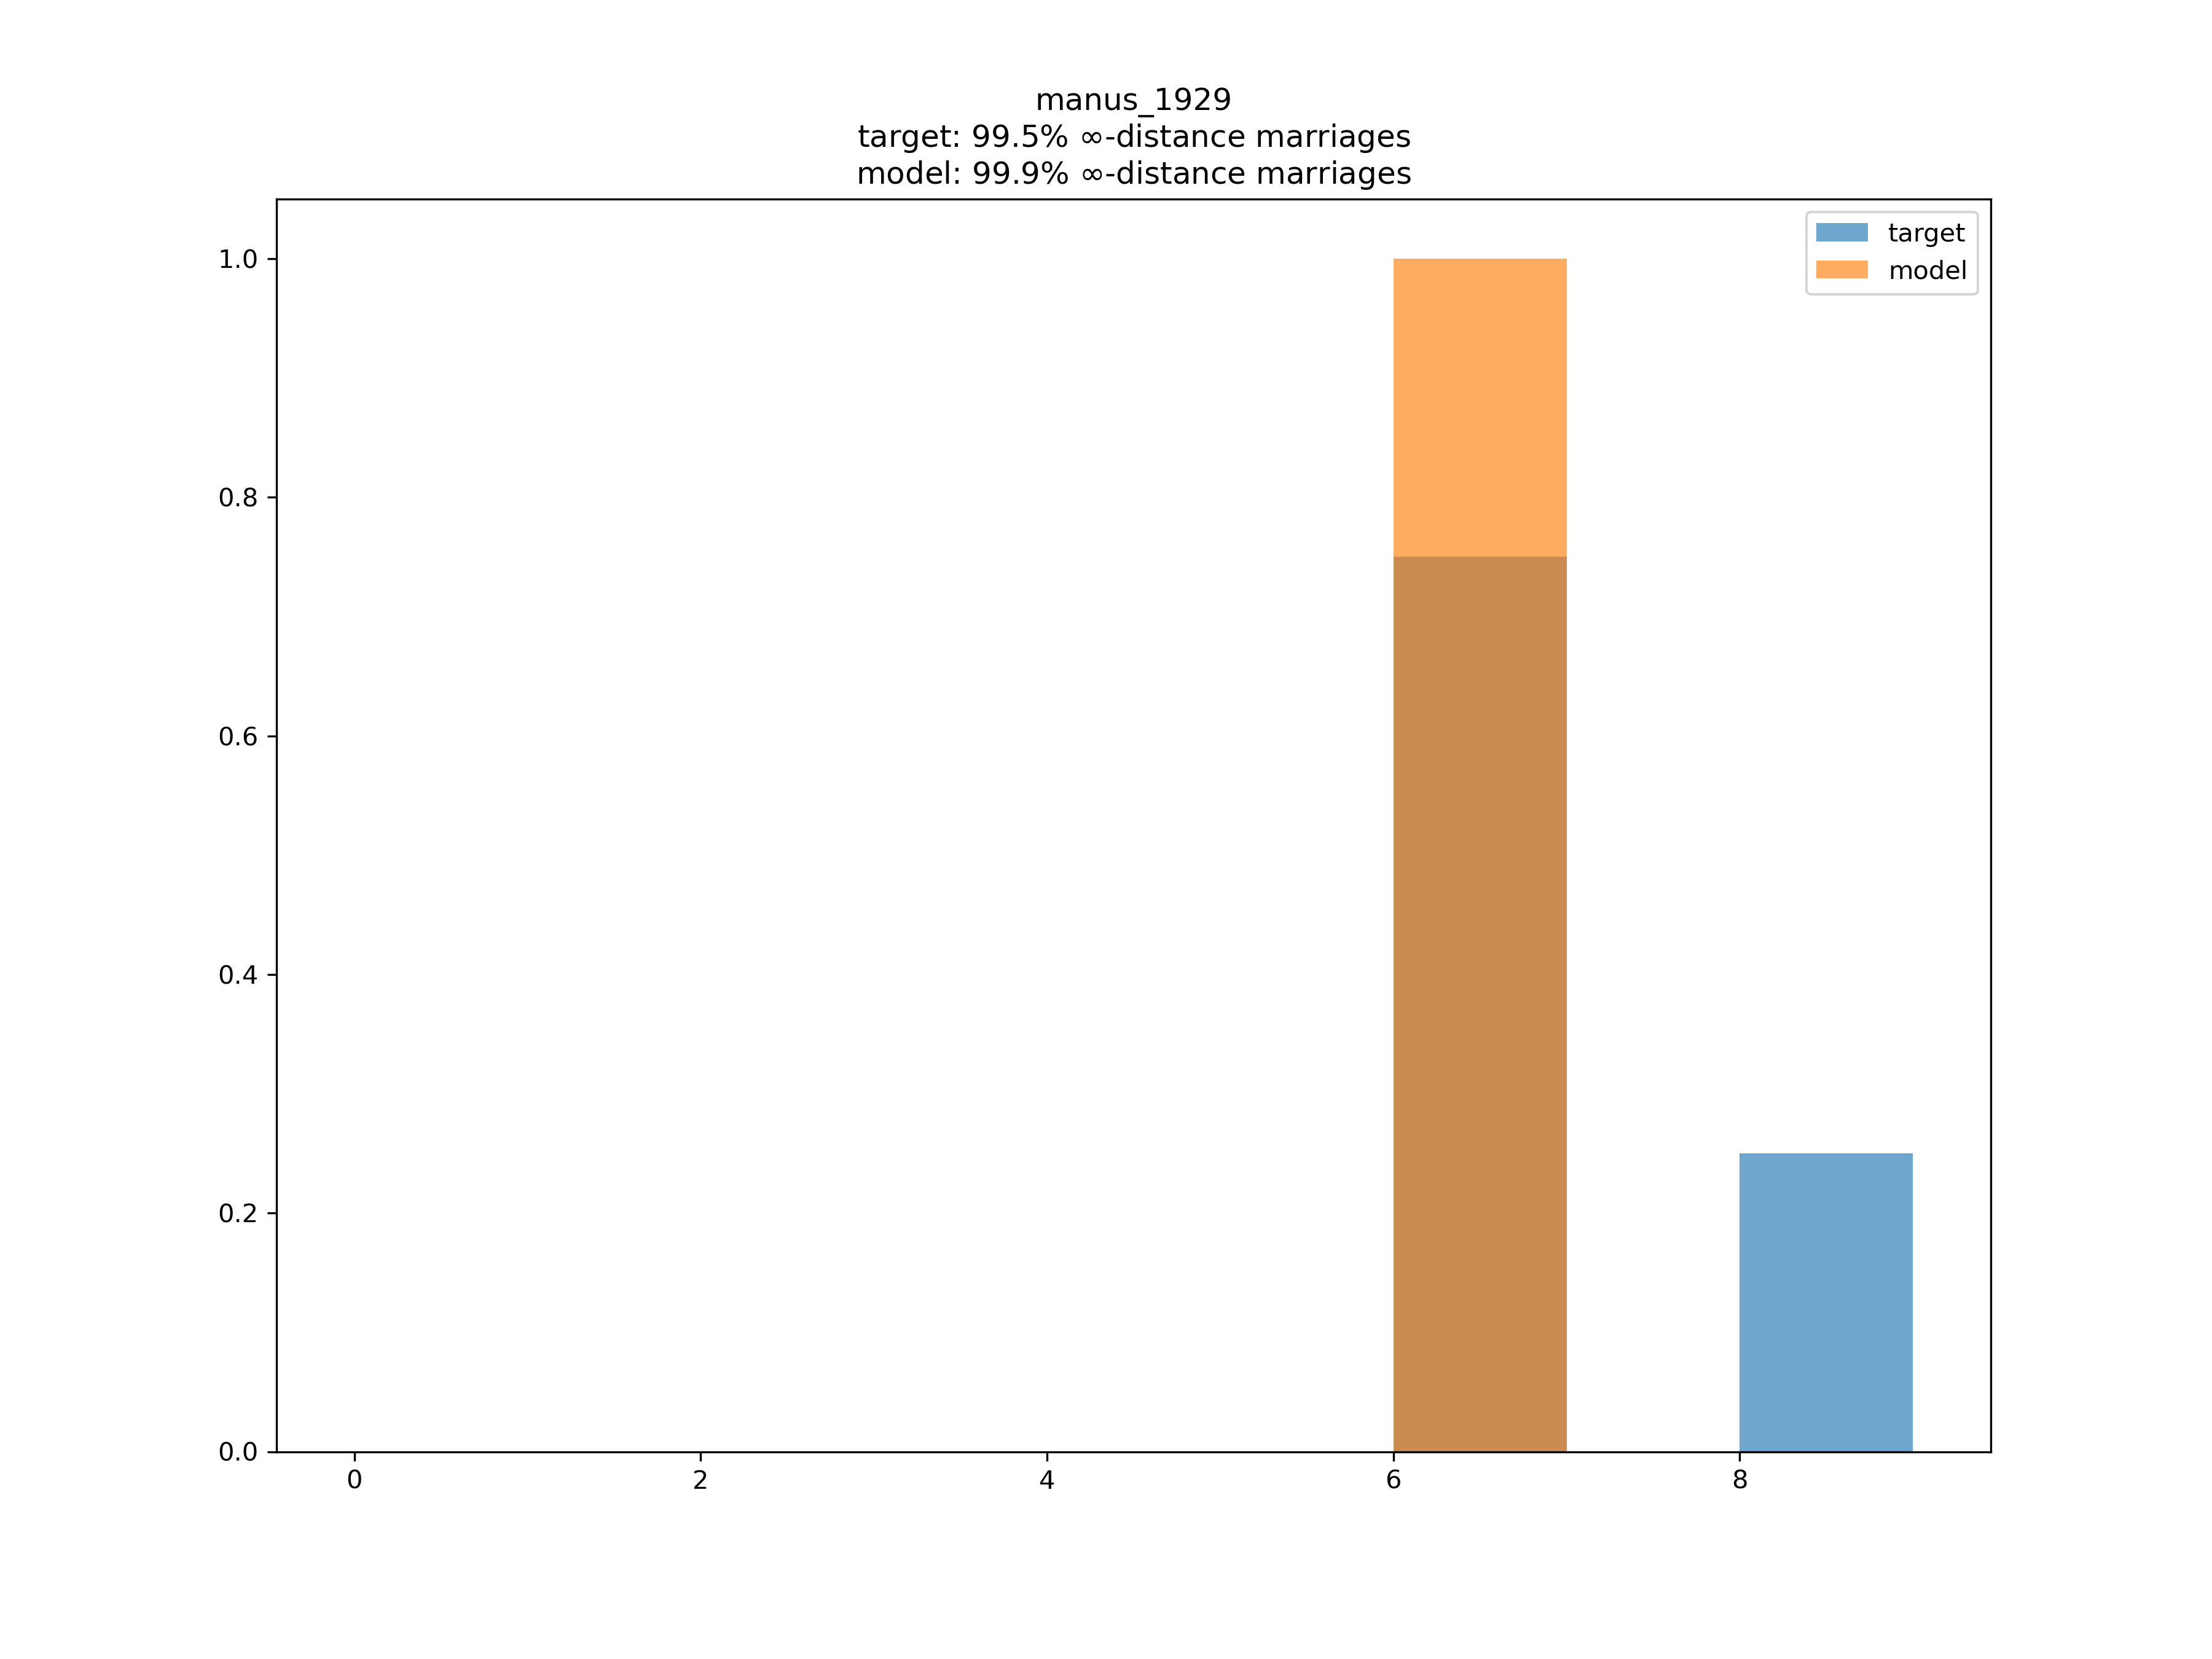 manus_1929
target: 99.5% ∞-distance marriages
model: 99.9% ∞-distance marriages
target
model
1.0
0.8
0.6
0.4
0.2
0.0
0 2 4 6 8